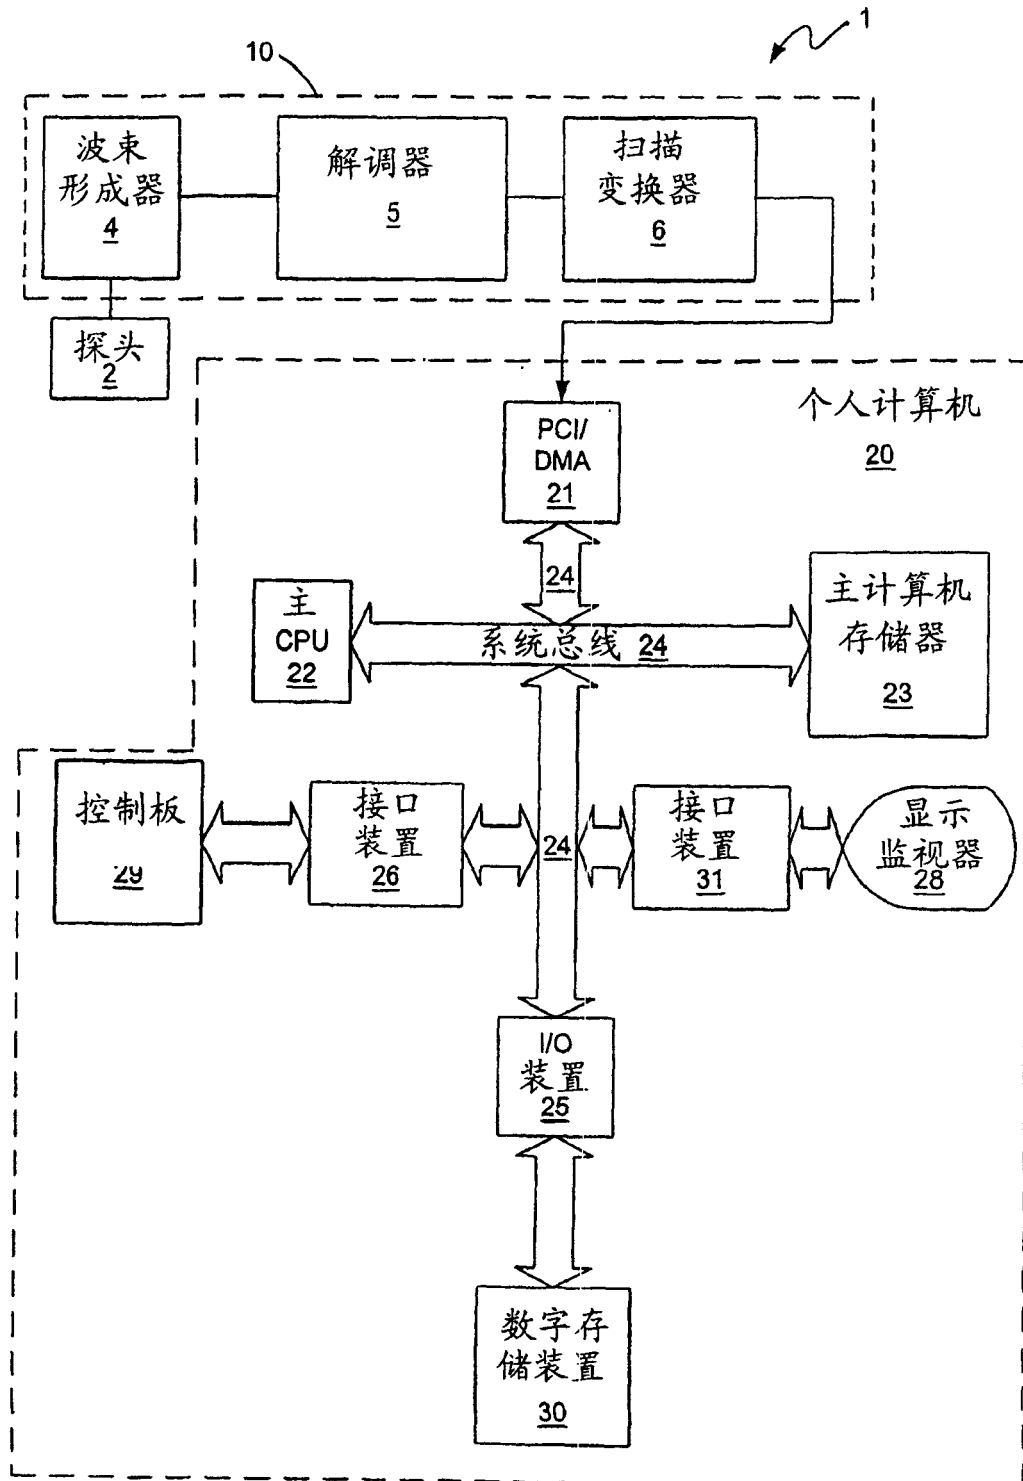 1
10
波束
形成器
4
解调器
5
扫描
变换器
6
探头
2
个人计算机
20
PCI/
DMA
21
24
主
CPU
22
系统总线 24
主计算机
存储器
23
控制板
29
接口
装置
26
24
接口
装置
31
显示
监视器
28
I/O
装置
25
数字存
储装置
30